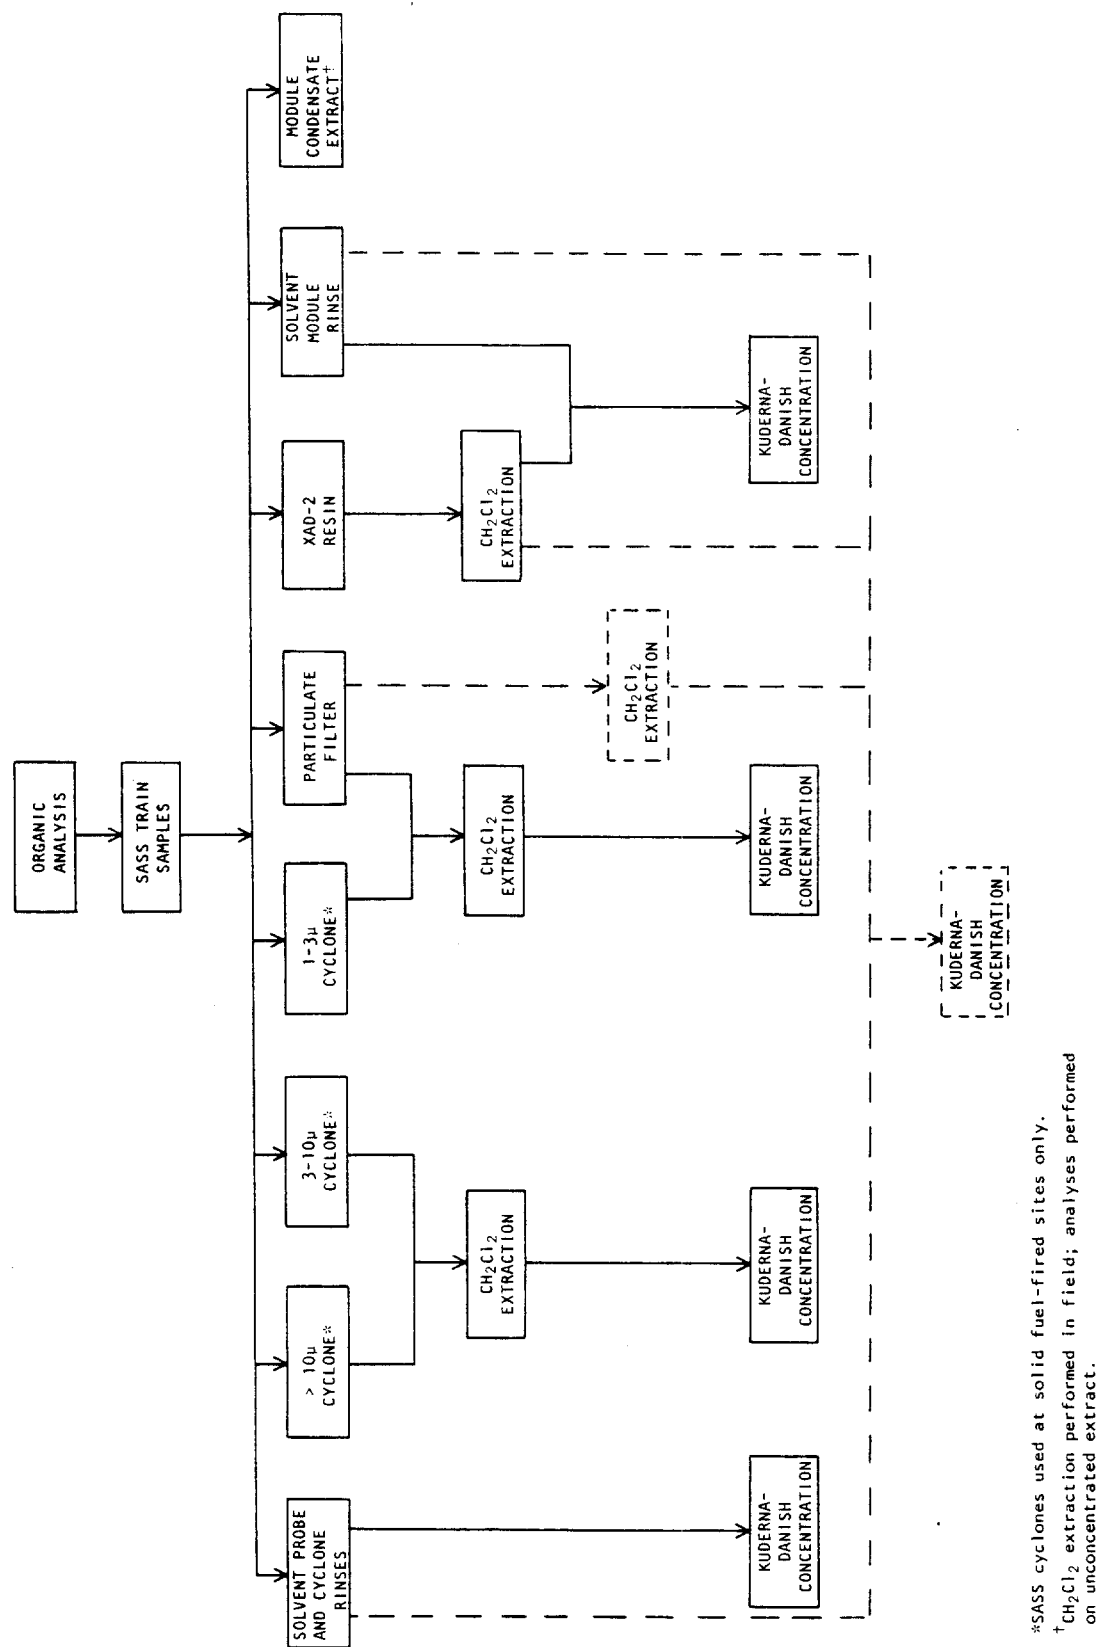 ORGANIC
ANALYSIS
SASS TRAIN
SAMPLES
SOLVENT PROBE
AND CYCLONE
RINSES
> 10μ
CYCLONE*
3-10μ
CYCLONE*
1-3μ
CYCLONE*
PARTICULATE
FILTER
XAD-2
RESIN
SOLVENT
MODULE
RINSE
MODULE
CONDENSATE
EXTRACT†
CH₂Cl₂
EXTRACTION
CH₂Cl₂
EXTRACTION
CH₂Cl₂
EXTRACTION
CH₂Cl₂
EXTRACTION
KUDERNA-
DANISH
CONCENTRATION
KUDERNA-
DANISH
CONCENTRATION
KUDERNA-
DANISH
CONCENTRATION
KUDERNA-
DANISH
CONCENTRATION
KUDERNA-
DANISH
CONCENTRATION
*SASS cyclones used at solid fuel-fired sites only.
†CH₂Cl₂ extraction performed in field; analyses performed
on unconcentrated extract.